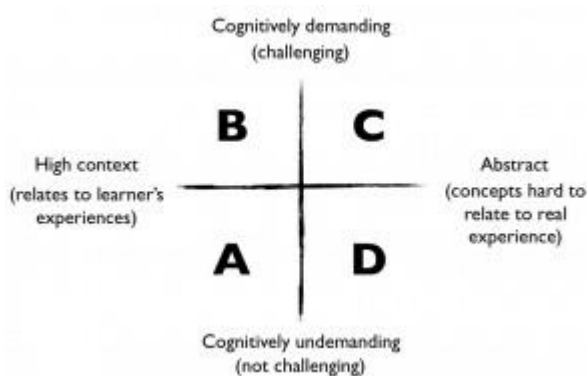 Cognitively demanding
(challenging)
B
C
High context
(relates to learner's
experiences)
Abstract
(concepts hard to
relate to real
experience)
A
D
Cognitively undemanding
(not challenging)